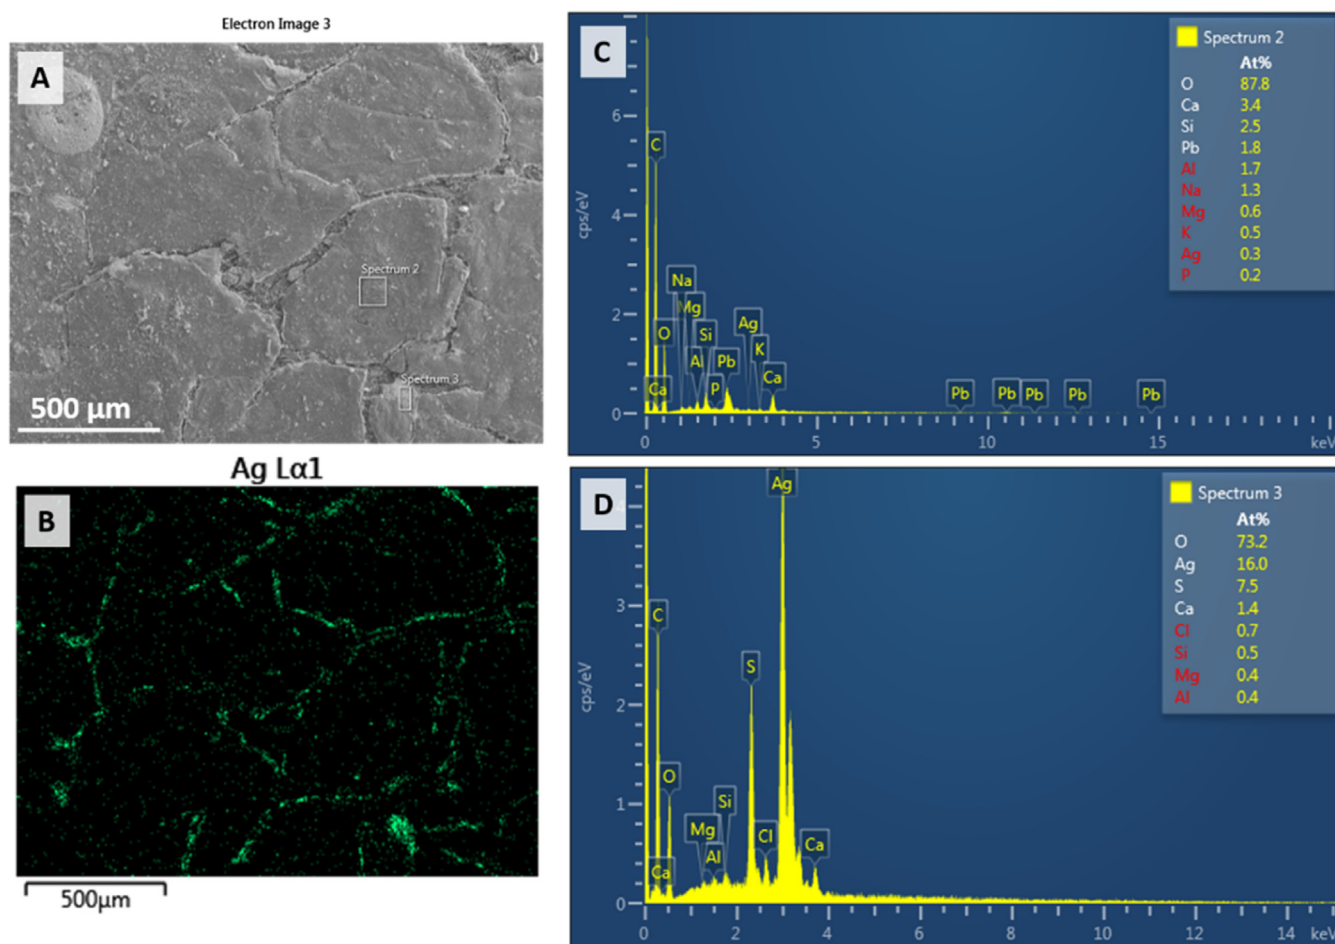 Electron Image 3
A
Spectrum 2
Spectrum 3
500 µm
Ag Lα1
B
500µm
C
Spectrum 2
At%
O 87.8
Ca 3.4
Si 2.5
Pb 1.8
Al 1.7
Na 1.3
Mg 0.6
K 0.5
Ag 0.3
P 0.2
cps/eV
6
4
2
0
C
Na
Mg
O
Si
Ag
K
Al
Pb
Ca
P
Ca
Pb
Pb
Pb
Pb
Pb
0 5 10 15 keV
D
Spectrum 3
At%
O 73.2
Ag 16.0
S 7.5
Ca 1.4
Cl 0.7
Si 0.5
Mg 0.4
Al 0.4
cps/eV
4
3
2
1
0
Ag
C
S
O
Si
Mg
Cl
Al
Ca
Ca
0 2 4 6 8 10 12 14 keV